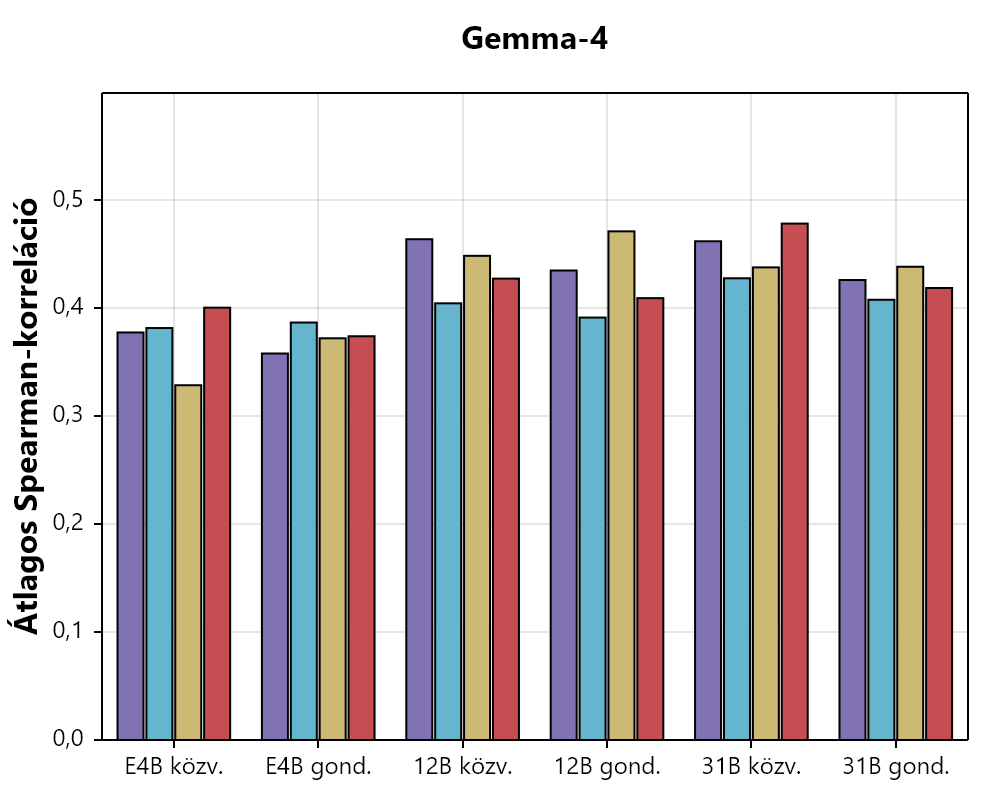 Gemma-4
Átlagos Spearman-korreláció
0,5
0,4
0,3
0,2
0,1
0,0
E4B közv.
E4B gond.
12B közv.
12B gond.
31B közv.
31B gond.